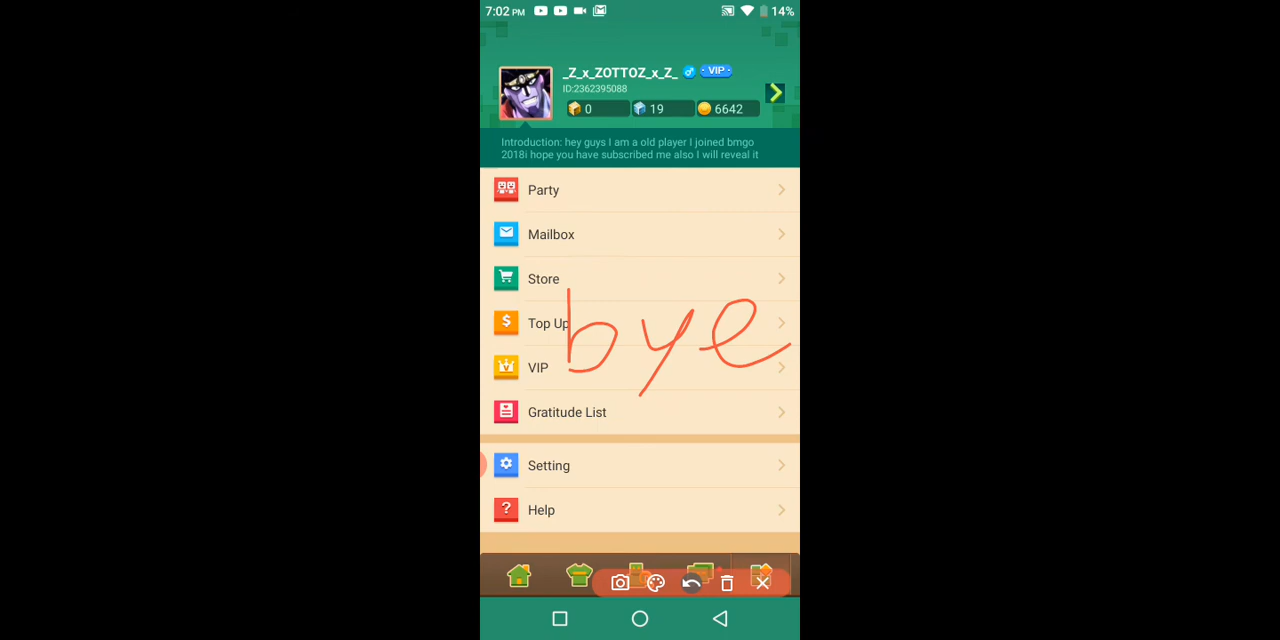 7:02 PM 14%
_Z_x_ZOTTOZ_x_Z_ VIP
ID:2362395088
0 19 6642
Introduction: hey guys I am a old player I joined bmgo
2018i hope you have subscribed me also I will reveal it
Party
Mailbox
Store
Top Up
bye
VIP
Gratitude List
Setting
Help